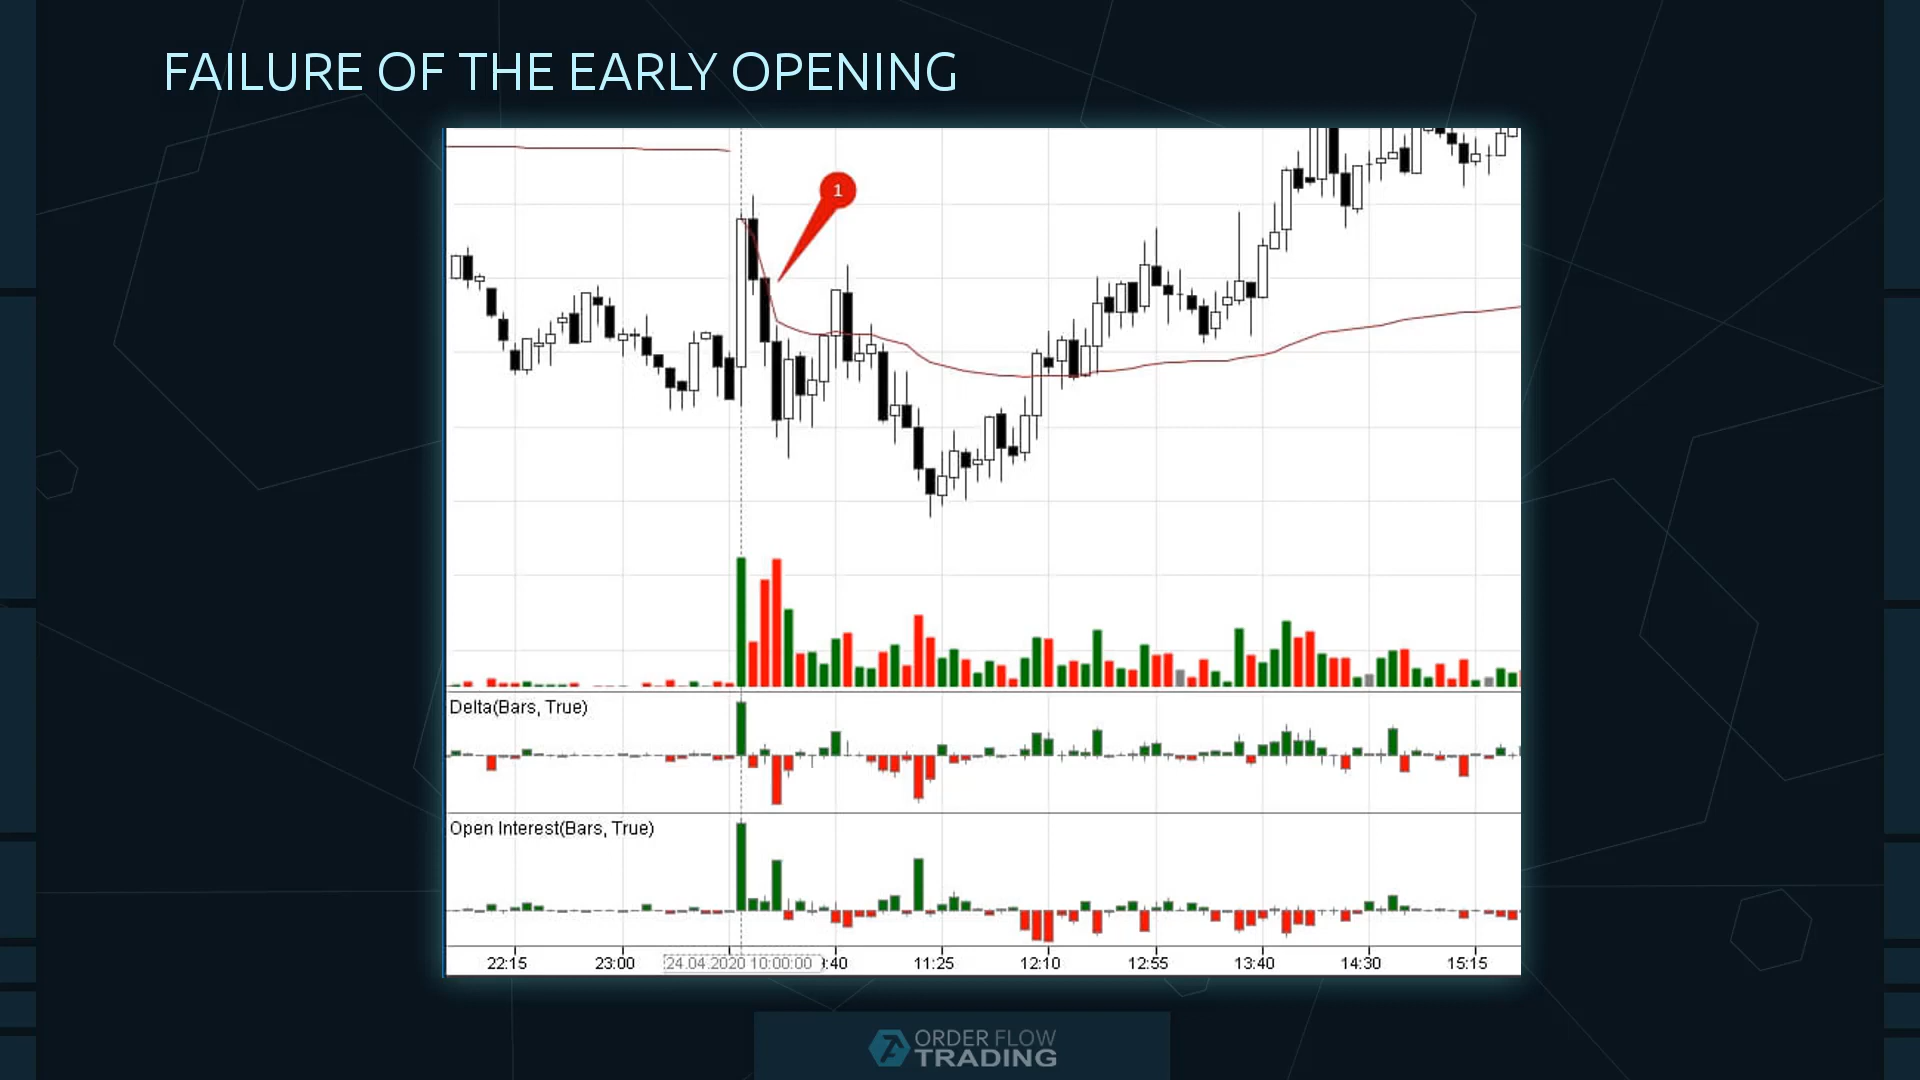 FAILURE OF THE EARLY OPENING
1
Delta(Bars, True)
Open Interest(Bars, True)
22:15 23:00 24.04.2020 10:00:00 :40 11:25 12:10 12:55 13:40 14:30 15:15
ORDER FLOW
TRADING